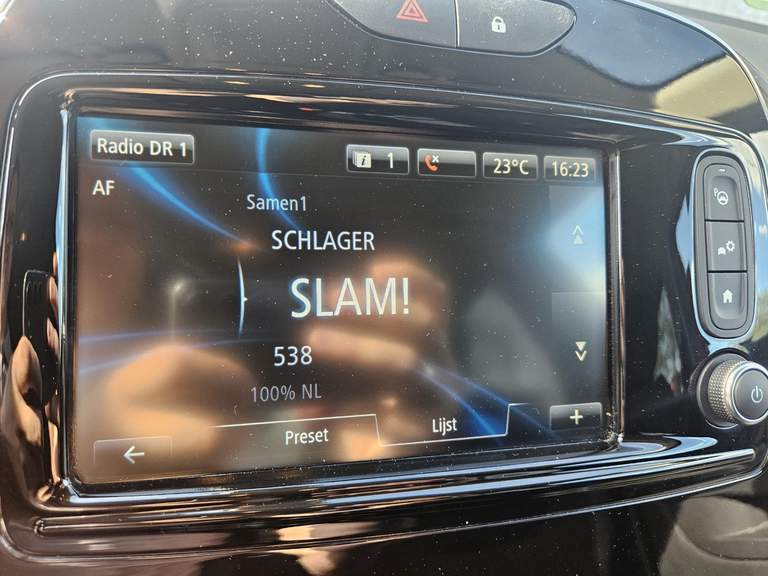 Radio DR 1
1
23°C
16:23
AF
Samen1
SCHLAGER
SLAM!
538
100% NL
Preset
Lijst
+